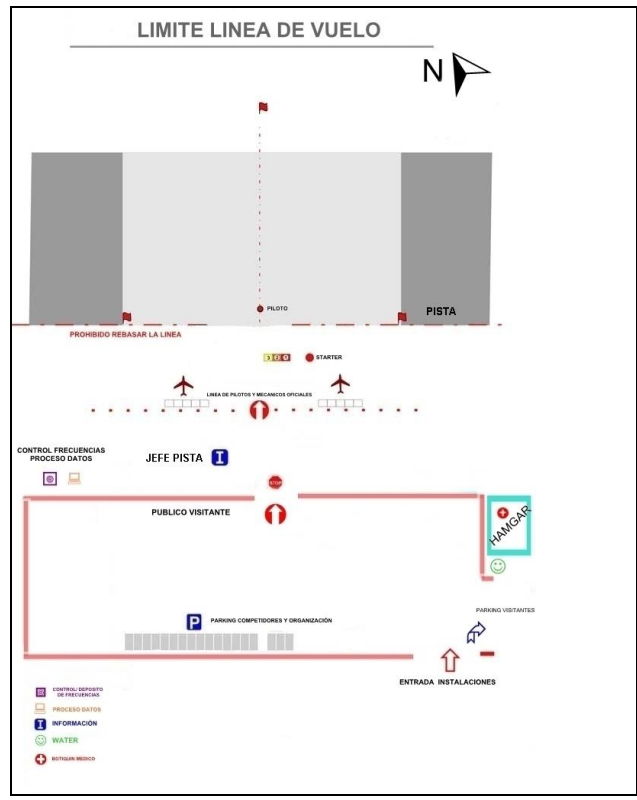 LIMITE LINEA DE VUELO
N
PILOTO
PISTA
PROHIBIDO REBASAR LA LINEA
STARTER
LINEA DE PILOTOS Y MECANICOS OFICIALES
CONTROL FRECUENCIAS
PROCESO DATOS
JEFE PISTA
I
STOP
PUBLICO VISITANTE
HAMGAR
PARKING VISITANTES
P
PARKING COMPETIDORES Y ORGANIZACIÓN
ENTRADA INSTALACIONES
CONTROL/DEPOSITO
DE FRECUENCIAS
PROCESO DATOS
I
INFORMACIÓN
WATER
BOTIQUIN MEDICO